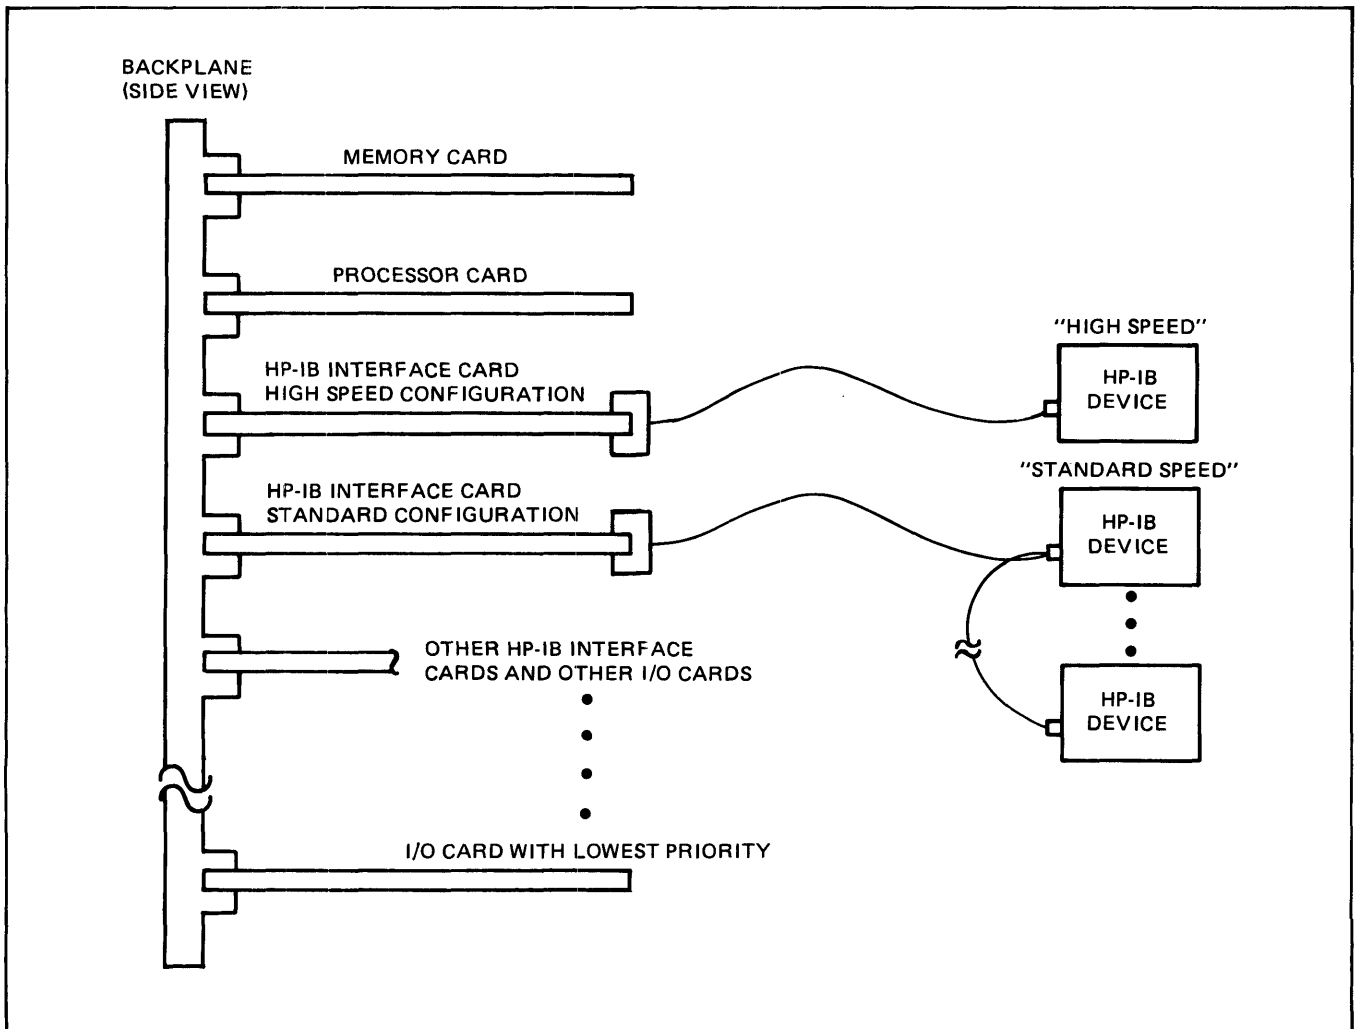 BACKPLANE
(SIDE VIEW)
MEMORY CARD
PROCESSOR CARD
"HIGH SPEED"
HP-IB INTERFACE CARD
HIGH SPEED CONFIGURATION
HP-IB
DEVICE
"STANDARD SPEED"
HP-IB INTERFACE CARD
STANDARD CONFIGURATION
HP-IB
DEVICE
OTHER HP-IB INTERFACE
CARDS AND OTHER I/O CARDS
HP-IB
DEVICE
I/O CARD WITH LOWEST PRIORITY